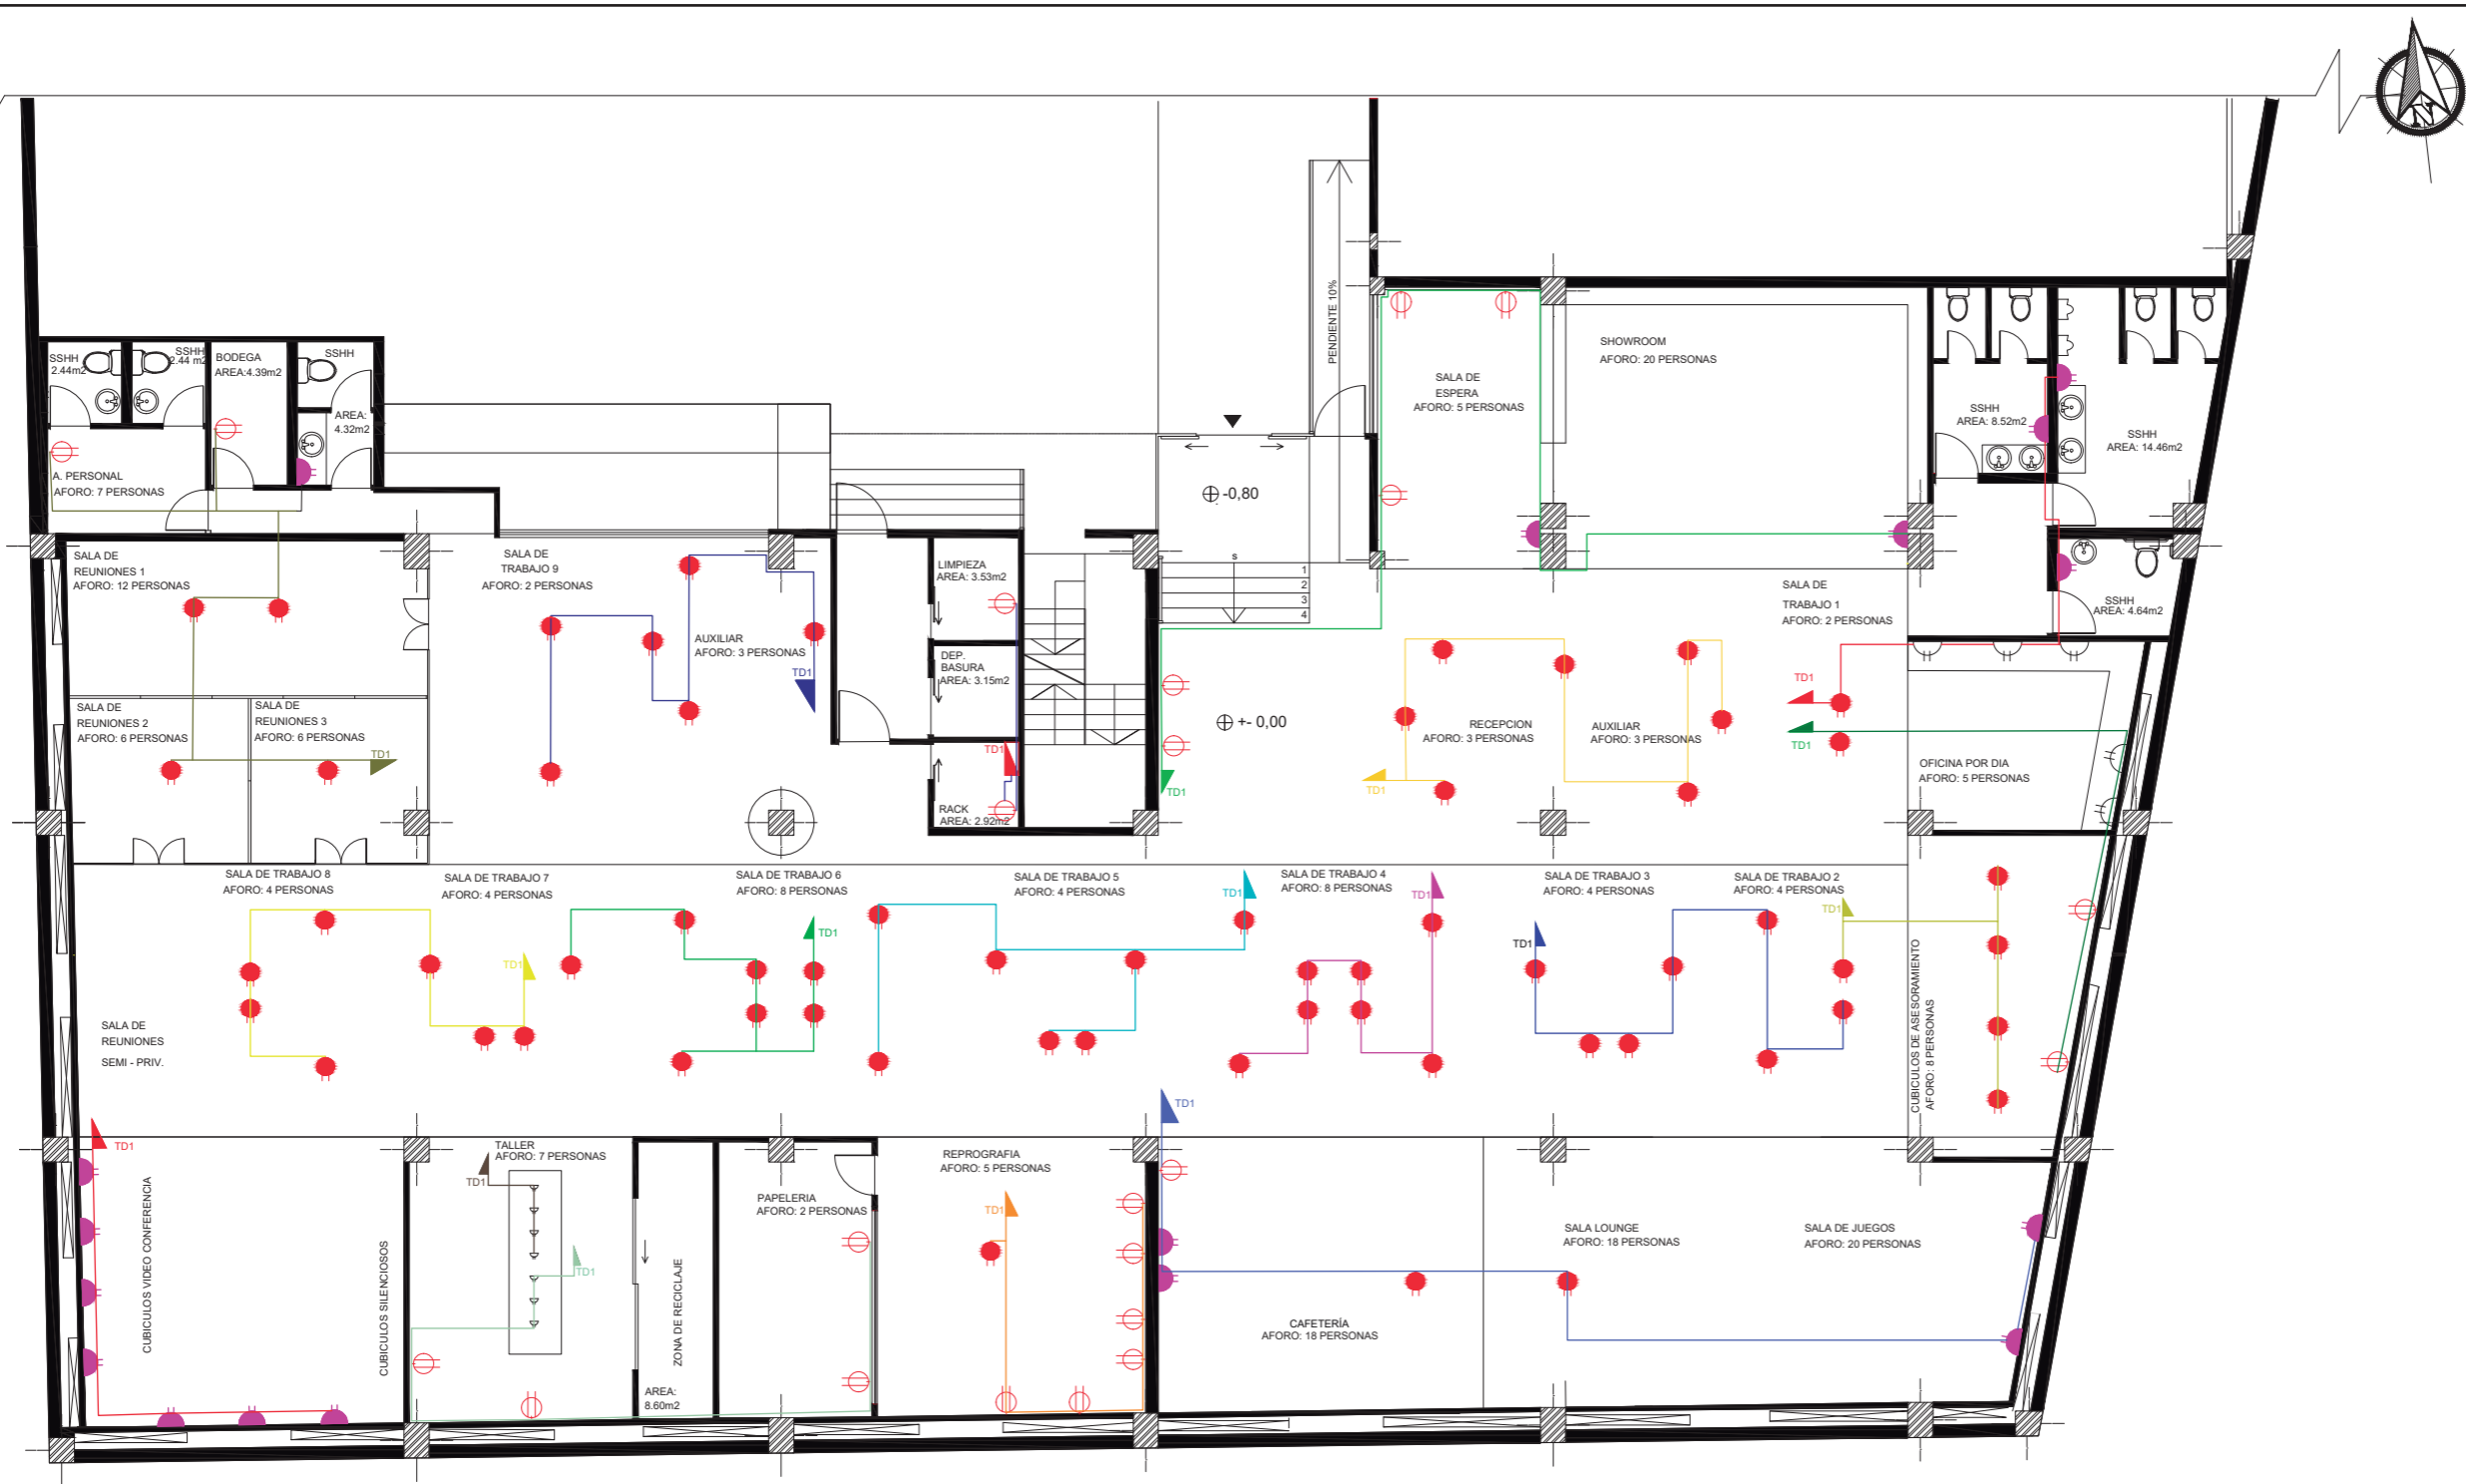 N
PENDIENTE 10%
SHOWROOM
AFORO: 20 PERSONAS
SALA DE
ESPERA
AFORO: 5 PERSONAS
SSHH
2.44m2
SSHH
2.44 m2
BODEGA
AREA:4.39m2
SSHH
AREA:
4.32m2
A. PERSONAL
AFORO: 7 PERSONAS
SSHH
AREA: 8.52m2
SSHH
AREA: 14.46m2
-0,80
SALA DE
REUNIONES 1
AFORO: 12 PERSONAS
SALA DE
TRABAJO 9
AFORO: 2 PERSONAS
LIMPIEZA
AREA: 3.53m2
s
1
2
3
4
SALA DE
TRABAJO 1
AFORO: 2 PERSONAS
SSHH
AREA: 4.64m2
AUXILIAR
AFORO: 3 PERSONAS
TD1
DEP.
BASURA
AREA: 3.15m2
TD1
SALA DE
REUNIONES 2
AFORO: 6 PERSONAS
SALA DE
REUNIONES 3
AFORO: 6 PERSONAS
TD1
+- 0,00
RECEPCION
AFORO: 3 PERSONAS
AUXILIAR
AFORO: 3 PERSONAS
TD1
TD1
TD1
TD1
OFICINA POR DIA
AFORO: 5 PERSONAS
RACK
AREA: 2.92m2
SALA DE TRABAJO 8
AFORO: 4 PERSONAS
SALA DE TRABAJO 7
AFORO: 4 PERSONAS
SALA DE TRABAJO 6
AFORO: 8 PERSONAS
SALA DE TRABAJO 5
AFORO: 4 PERSONAS
SALA DE TRABAJO 4
AFORO: 8 PERSONAS
SALA DE TRABAJO 3
AFORO: 4 PERSONAS
SALA DE TRABAJO 2
AFORO: 4 PERSONAS
TD1
TD1
TD1
TD1
TD1
TD1
TD1
CUBICULOS DE ASESORAMIENTO
AFORO: 8 PERSONAS
SALA DE
REUNIONES
SEMI - PRIV.
TD1
TD1
TALLER
AFORO: 7 PERSONAS
TD1
TD1
CUBICULOS VIDEO CONFERENCIA
CUBICULOS SILENCIOSOS
ZONA DE RECICLAJE
AREA:
8.60m2
PAPELERIA
AFORO: 2 PERSONAS
REPROGRAFIA
AFORO: 5 PERSONAS
TD1
SALA LOUNGE
AFORO: 18 PERSONAS
SALA DE JUEGOS
AFORO: 20 PERSONAS
CAFETERÍA
AFORO: 18 PERSONAS